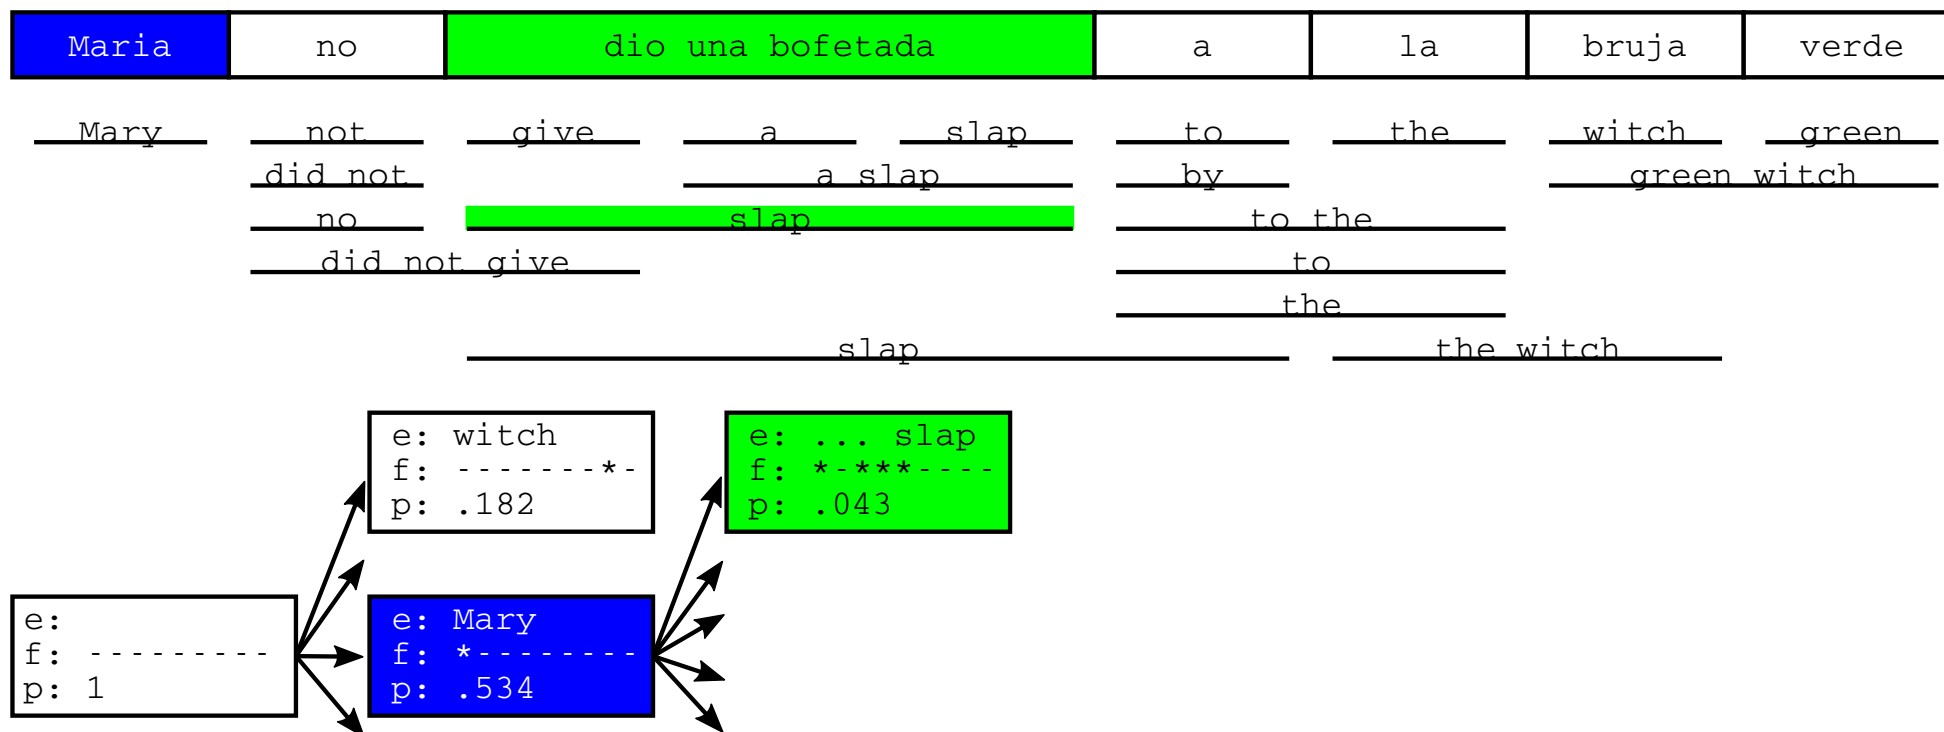 Maria no dio una bofetada a la bruja verde
Mary not give a slap to the witch green
did not a slap by green witch
no slap to the
did not give to
the
slap the witch
e: witch
f: -------*-
p: .182
e: ... slap
f: *-***----
p: .043
e:
f: ---------
p: 1
e: Mary
f: *--------
p: .534